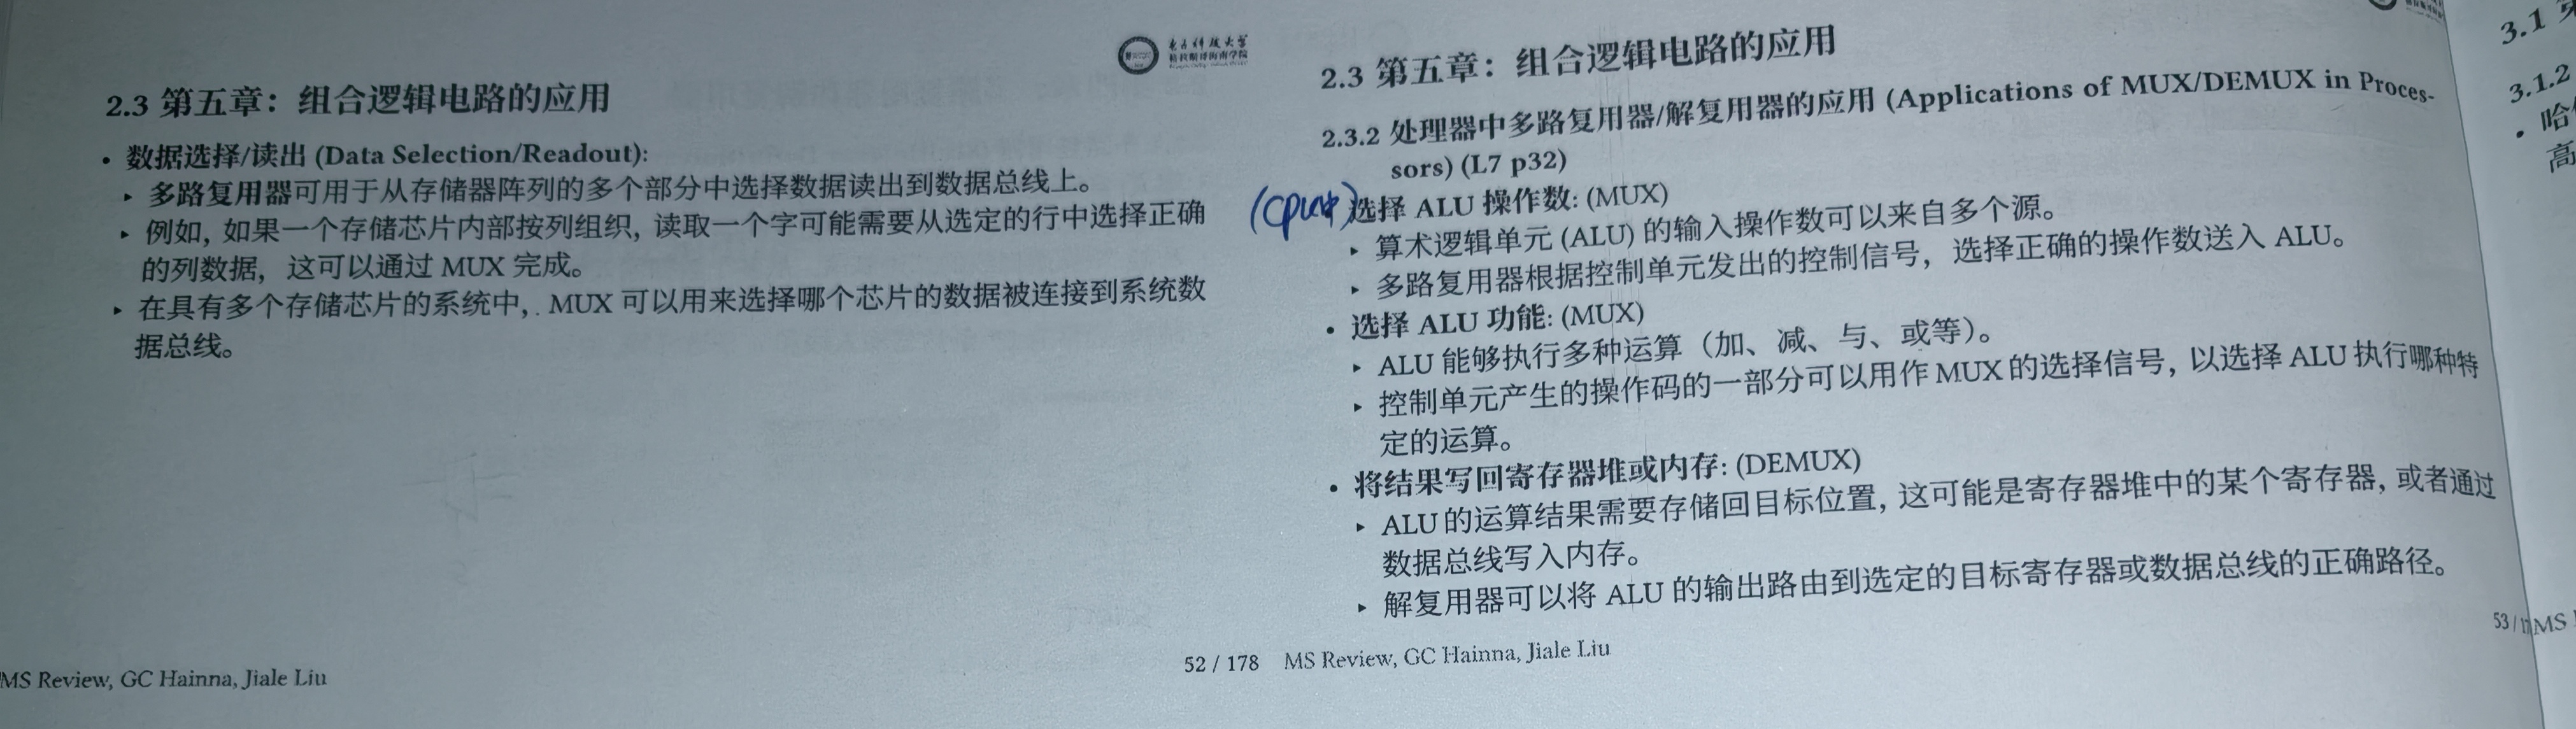 电子科技大学
格拉斯哥海南学院
2.3 第五章：组合逻辑电路的应用
• 数据选择/读出 (Data Selection/Readout):
▸ 多路复用器可用于从存储器阵列的多个部分中选择数据读出到数据总线上。
▸ 例如, 如果一个存储芯片内部按列组织, 读取一个字可能需要从选定的行中选择正确
的列数据，这可以通过 MUX 完成。
▸ 在具有多个存储芯片的系统中, MUX 可以用来选择哪个芯片的数据被连接到系统数
据总线。
MS Review, GC Hainna, Jiale Liu
52 / 178
2.3 第五章：组合逻辑电路的应用
2.3.2 处理器中多路复用器/解复用器的应用 (Applications of MUX/DEMUX in Proces-
sors) (L7 p32)
(CPU中)选择 ALU 操作数: (MUX)
▸ 算术逻辑单元 (ALU) 的输入操作数可以来自多个源。
▸ 多路复用器根据控制单元发出的控制信号，选择正确的操作数送入 ALU。
• 选择 ALU 功能: (MUX)
▸ ALU 能够执行多种运算（加、减、与、或等）。
▸ 控制单元产生的操作码的一部分可以用作 MUX 的选择信号, 以选择 ALU 执行哪种特
定的运算。
• 将结果写回寄存器堆或内存: (DEMUX)
▸ ALU 的运算结果需要存储回目标位置, 这可能是寄存器堆中的某个寄存器, 或者通过
数据总线写入内存。
▸ 解复用器可以将 ALU 的输出路由到选定的目标寄存器或数据总线的正确路径。
MS Review, GC Hainna, Jiale Liu
53 /
3.1
3.1.2
• 哈
高
MS